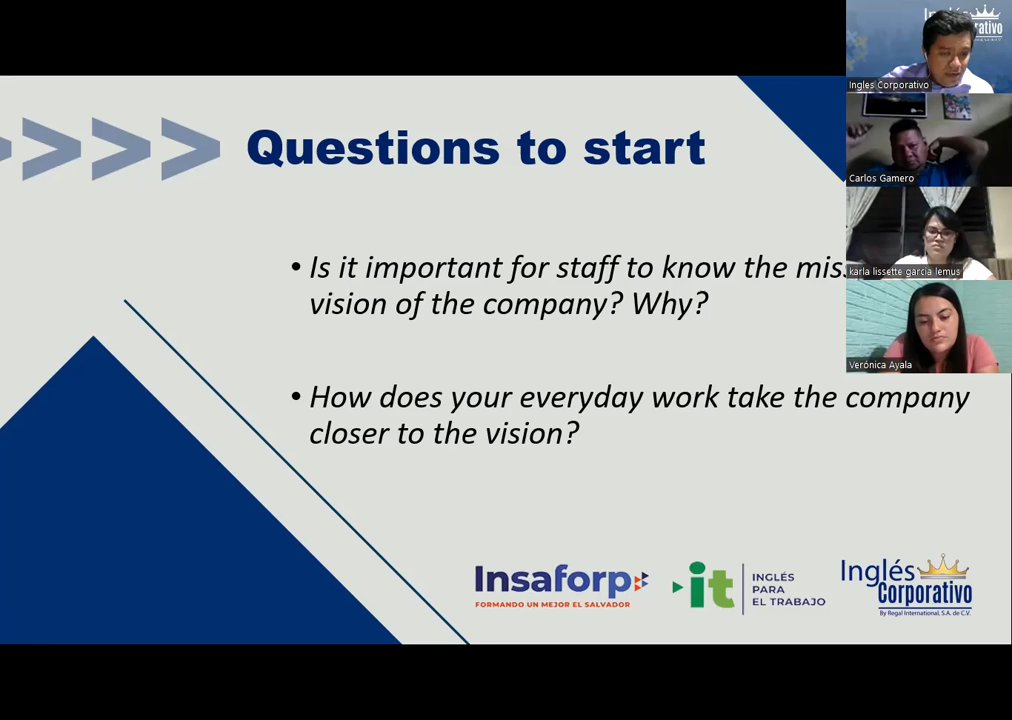 Inglés
rativo
Ingles Corporativo
Carlos Gamero
karla lissette garcia lemus
Verónica Ayala
>>>> Questions to start
• Is it important for staff to know the mis
vision of the company? Why?
• How does your everyday work take the company
closer to the vision?
Insaforp
FORMANDO UN MEJOR EL SALVADOR
it
INGLÉS
PARA
EL TRABAJO
Inglés
Corporativo
By Regal International, S.A. de C.V.